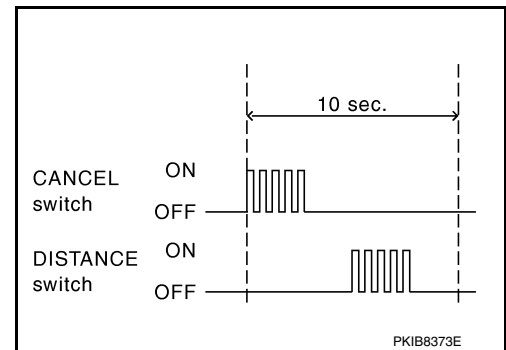 10 sec.
CANCEL
switch
ON
OFF
DISTANCE
switch
ON
OFF
PKIB8373E